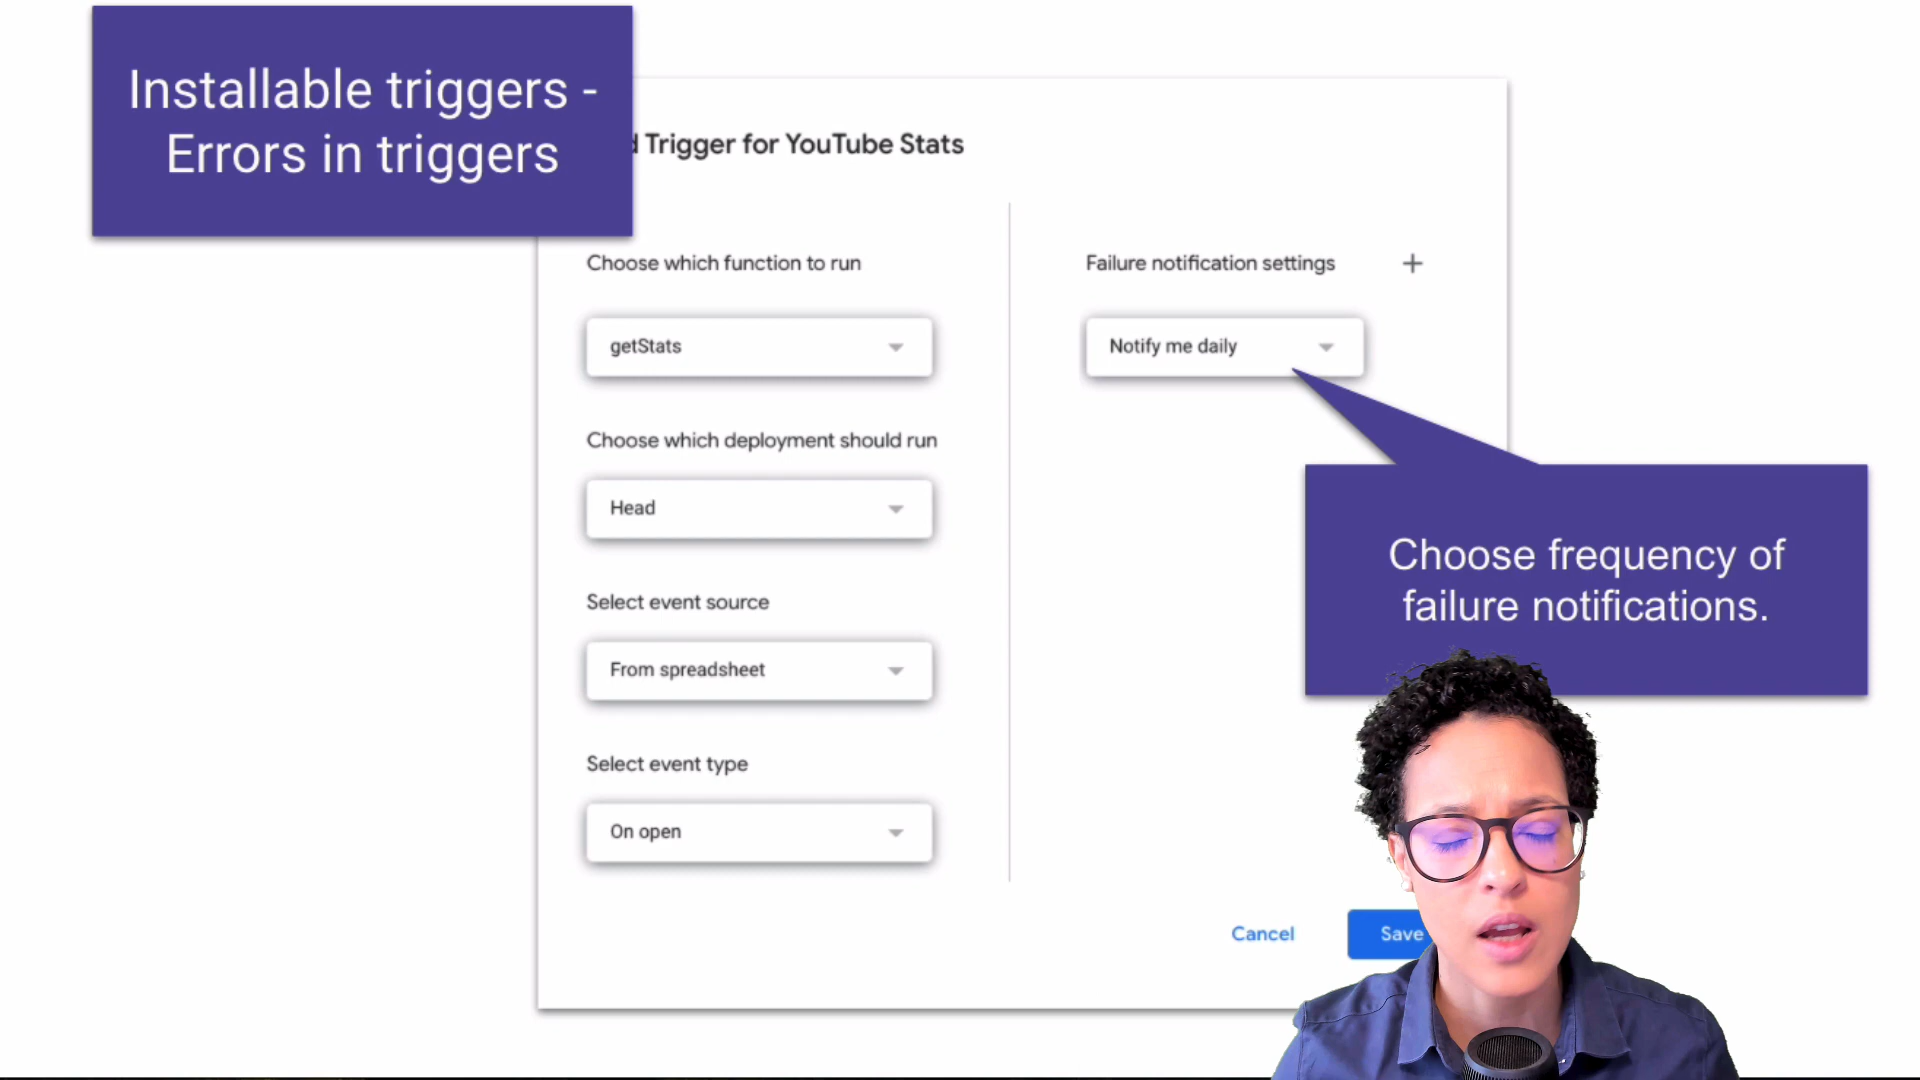 Installable triggers -
Errors in triggers
Trigger for YouTube Stats
Choose which function to run
getStats
Choose which deployment should run
Head
Select event source
From spreadsheet
Select event type
On open
Failure notification settings +
Notify me daily
Choose frequency of
failure notifications.
Cancel
Save